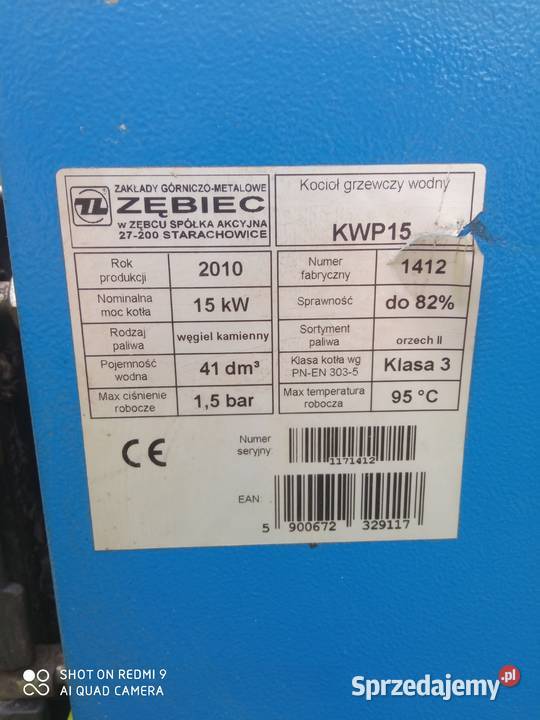 ZAKŁADY GÓRNICZO-METALOWE
ZĘBIEC
W ZĘBCU SPÓŁKA AKCYJNA
27-200 STARACHOWICE
Kocioł grzewczy wodny
KWP15
Rok produkcji 2010
Nominalna moc kotła 15 kW
Rodzaj paliwa węgiel kamienny
Pojemność wodna 41 dm³
Max ciśnienie robocze 1,5 bar
Numer fabryczny 1412
Sprawność do 82%
Sortyment paliwa orzech II
Klasa kotła wg PN-EN 303-5 Klasa 3
Max temperatura robocza 95 °C
CE
Numer seryjny:
1171412
EAN:
5 900672 329117
SHOT ON REDMI 9
AI QUAD CAMERA
Sprzedajemy.pl